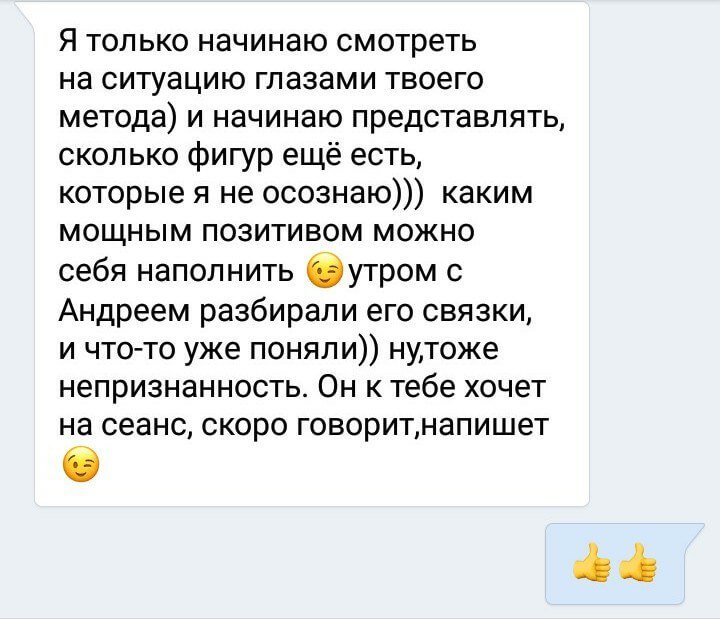 Я только начинаю смотреть
на ситуацию глазами твоего
метода) и начинаю представлять,
сколько фигур ещё есть,
которые я не осознаю))) каким
мощным позитивом можно
себя наполнить 😉утром с
Андреем разбирали его связки,
и что-то уже поняли)) ну,тоже
непризнанность. Он к тебе хочет
на сеанс, скоро говорит,напишет
😉
👍👍